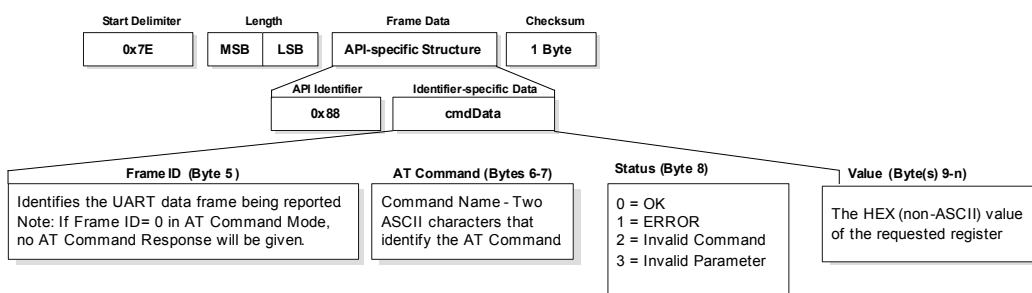 Start Delimiter Length Frame Data Checksum
0x7E MSB LSB API-specific Structure 1 Byte
API Identifier Identifier-specific Data
0x88 cmdData
Frame ID (Byte 5 )
Identifies the UART data frame being reported
Note: If Frame ID= 0 in AT Command Mode,
no AT Command Response will be given.
AT Command (Bytes 6-7)
Command Name - Two
ASCII characters that
identify the AT Command
Status (Byte 8)
0 = OK
1 = ERROR
2 = Invalid Command
3 = Invalid Parameter
Value (Byte(s) 9-n)
The HEX (non-ASCII) value
of the requested register